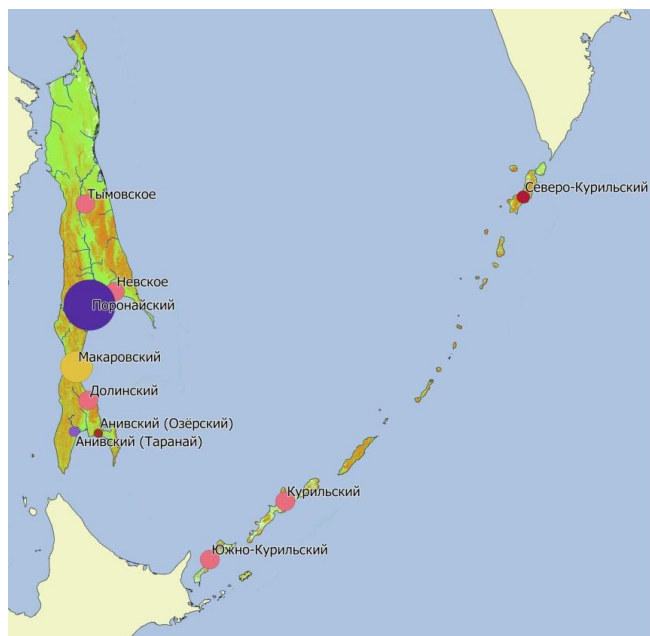 Северо-Курильский
Тымовское
Невское
Поронайский
Макаровский
Долинский
Анивский (Озёрский)
Анивский (Таранай)
Курильский
Южно-Курильский